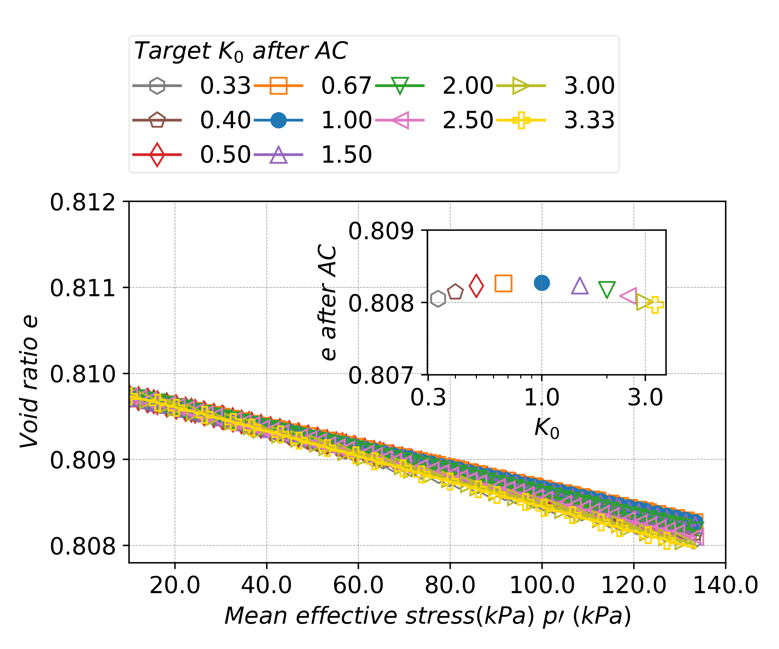 Target K0 after AC
0.33 0.67 2.00 3.00
0.40 1.00 2.50 3.33
0.50 1.50
0.812
0.811
0.810
0.809
0.808
Void ratio e
0.809
0.808
0.807
e after AC
0.3 1.0 3.0
K0
20.0 40.0 60.0 80.0 100.0 120.0 140.0
Mean effective stress(kPa) p′ (kPa)